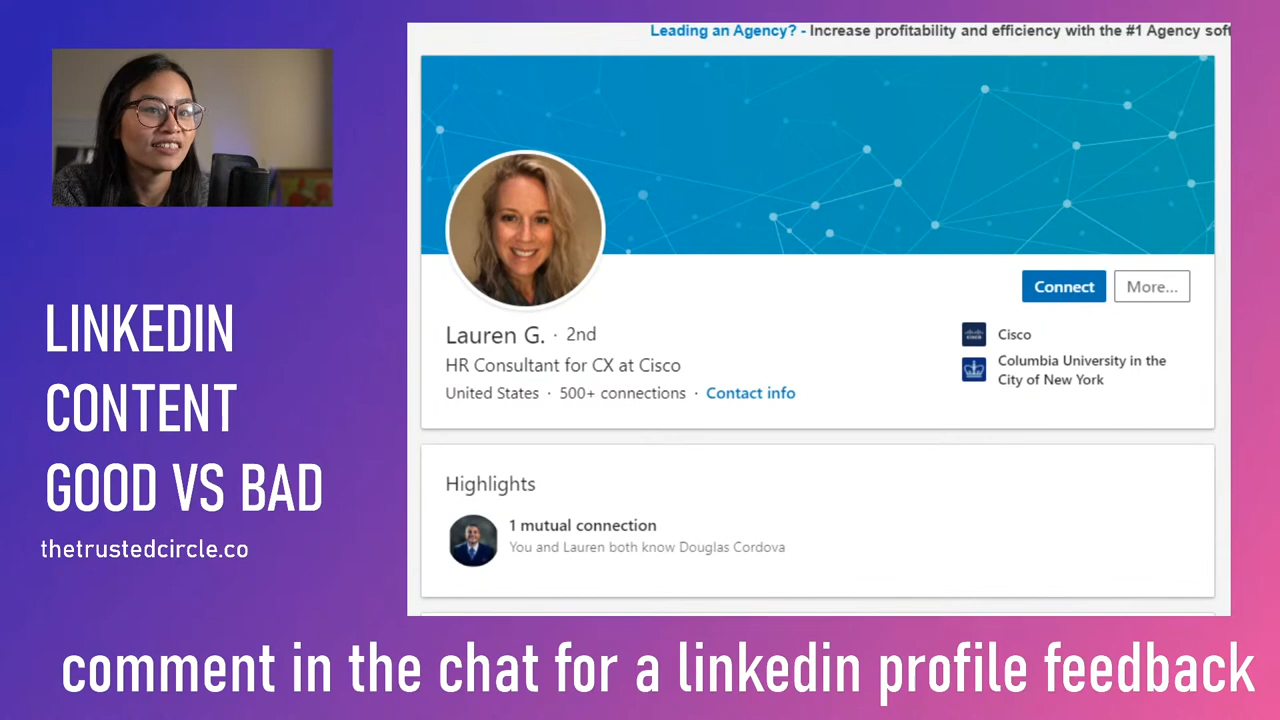 Leading an Agency? - Increase profitability and efficiency with the #1 Agency soft
LINKEDIN
CONTENT
GOOD VS BAD
thetrustedcircle.co
Connect
More...
Lauren G. · 2nd
HR Consultant for CX at Cisco
United States · 500+ connections · Contact info
Cisco
Columbia University in the
City of New York
Highlights
1 mutual connection
You and Lauren both know Douglas Cordova
comment in the chat for a linkedin profile feedback